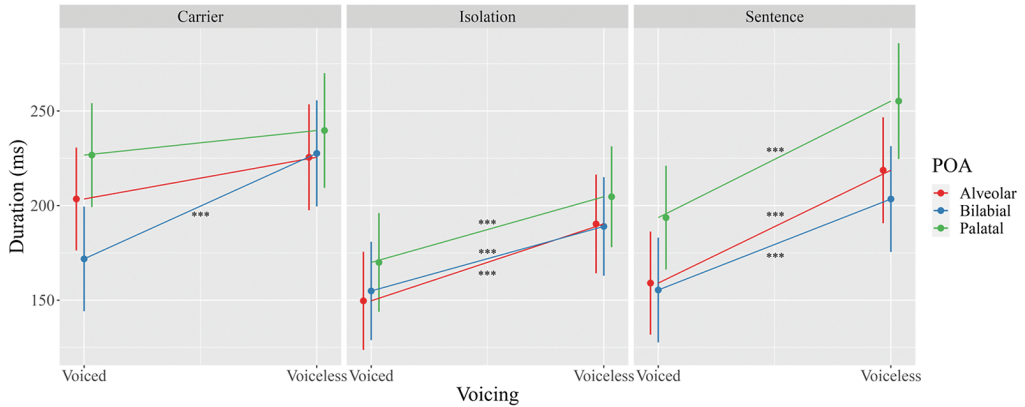 Carrier
Isolation
Sentence
Duration (ms)
250
200
150
***
***
***
***
***
***
***
Voiced
Voiceless
Voiced
Voiceless
Voiced
Voiceless
Voicing
POA
Alveolar
Bilabial
Palatal